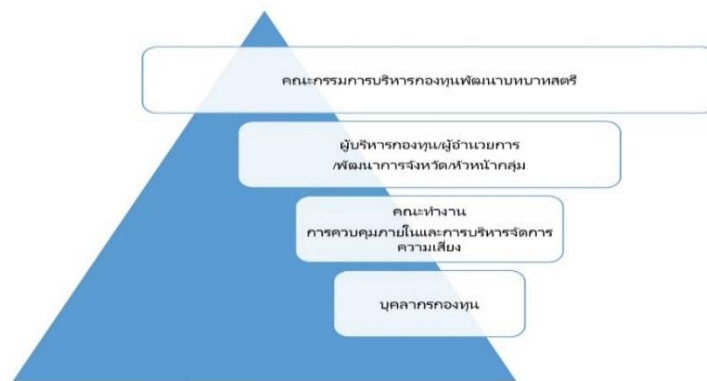 คณะกรรมการบริหารกองทุนพัฒนาบทบาทสตรี
ผู้บริหารกองทุน/ผู้อำนวยการ
/พัฒนาการจังหวัด/หัวหน้ากลุ่ม
คณะทำงาน
การควบคุมภายในและการบริหารจัดการ
ความเสี่ยง
บุคลากรกองทุน